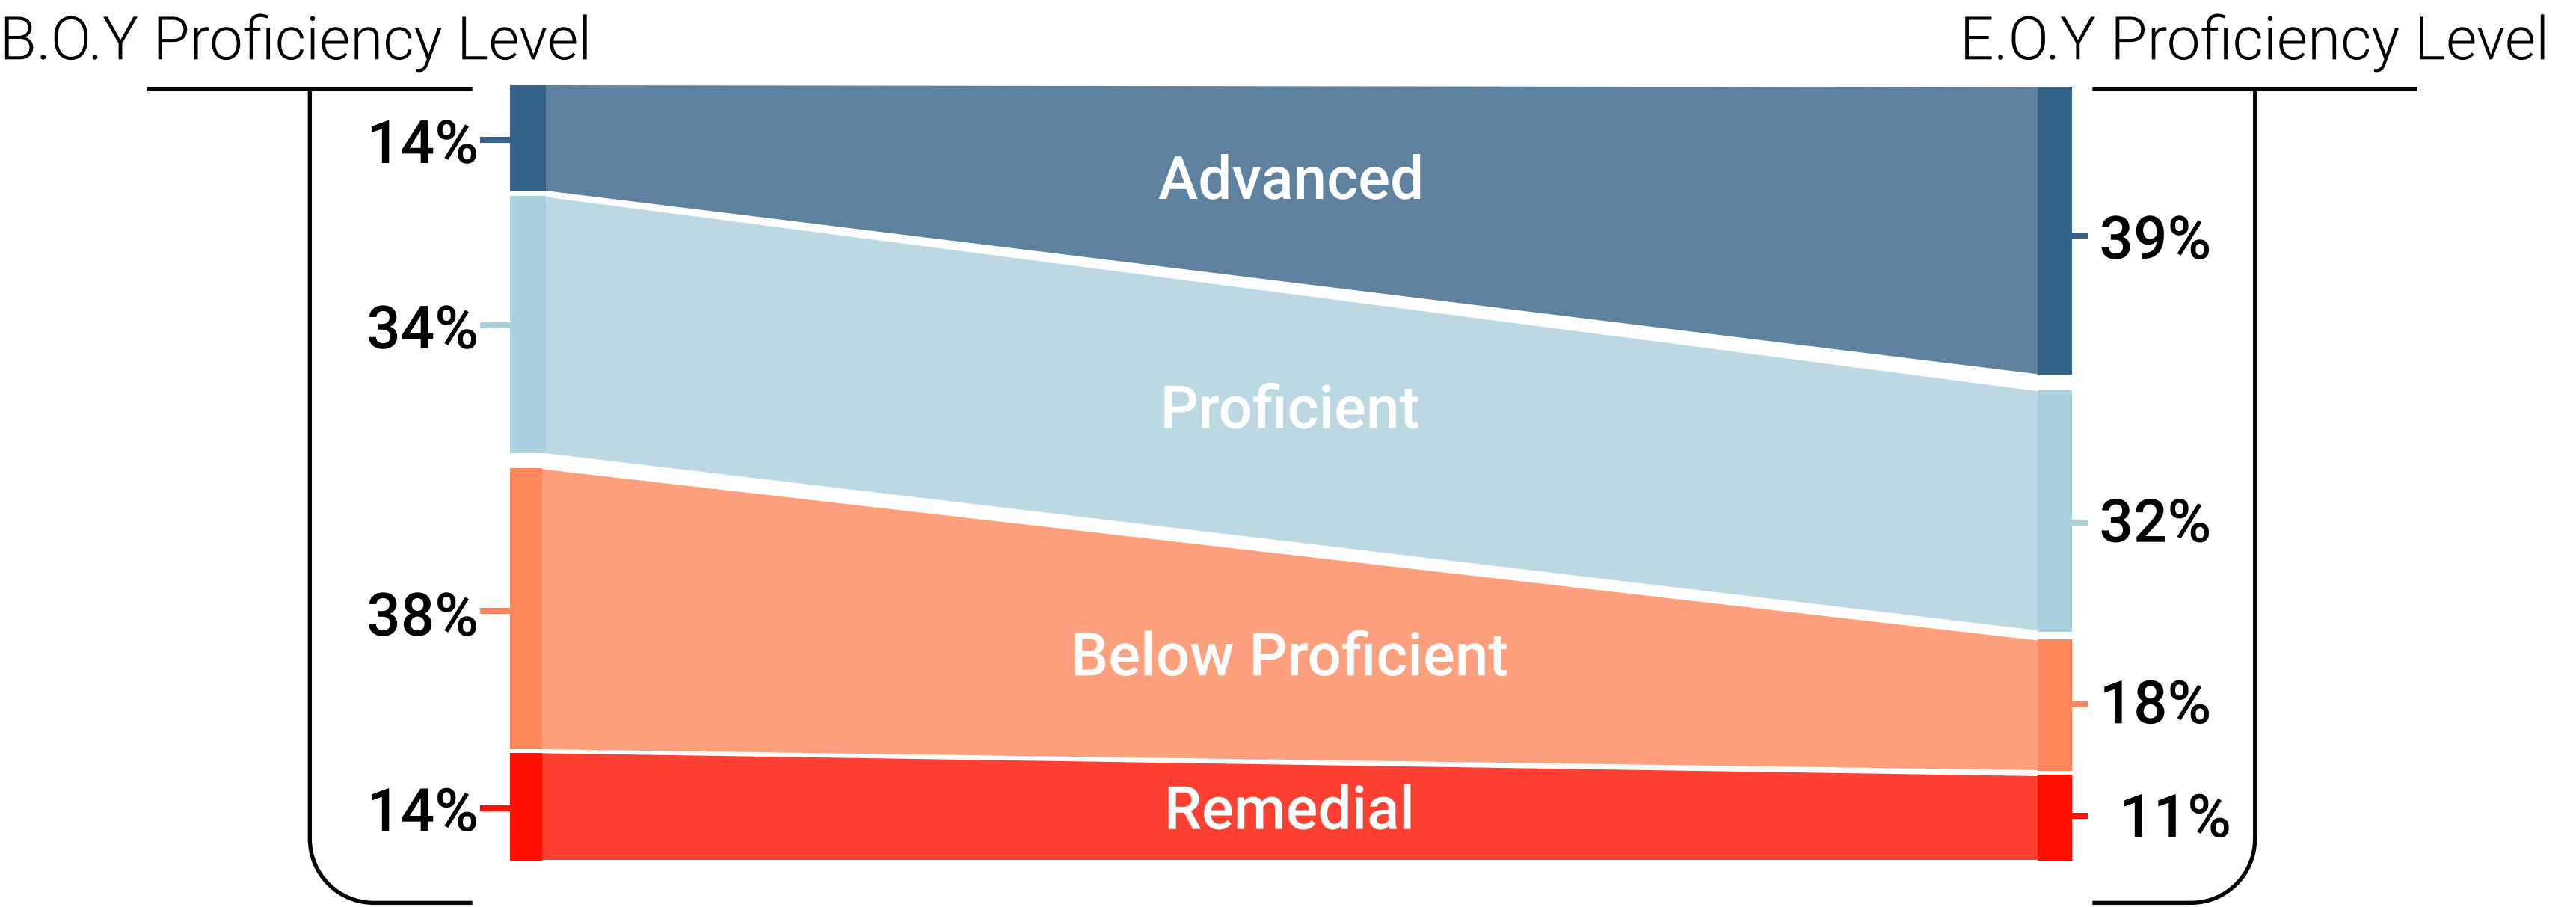 B.O.Y Proficiency Level
E.O.Y Proficiency Level
14%
Advanced
39%
34%
Proficient
32%
38%
Below Proficient
18%
14%
Remedial
11%